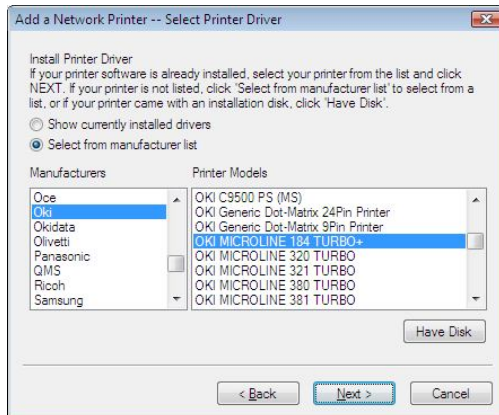 Add a Network Printer -- Select Printer Driver
Install Printer Driver
If your printer software is already installed, select your printer from the list and click
NEXT. If your printer is not listed, click 'Select from manufacturer list' to select from a
list, or if your printer came with an installation disk, click 'Have Disk'.
Show currently installed drivers
Select from manufacturer list
Manufacturers
Oce
Oki
Okidata
Olivetti
Panasonic
QMS
Ricoh
Samsung
Printer Models
OKI C9500 PS (MS)
OKI Generic Dot-Matrix 24Pin Printer
OKI Generic Dot-Matrix 9Pin Printer
OKI MICROLINE 184 TURBO+
OKI MICROLINE 320 TURBO
OKI MICROLINE 321 TURBO
OKI MICROLINE 380 TURBO
OKI MICROLINE 381 TURBO
Have Disk
< Back
Next >
Cancel